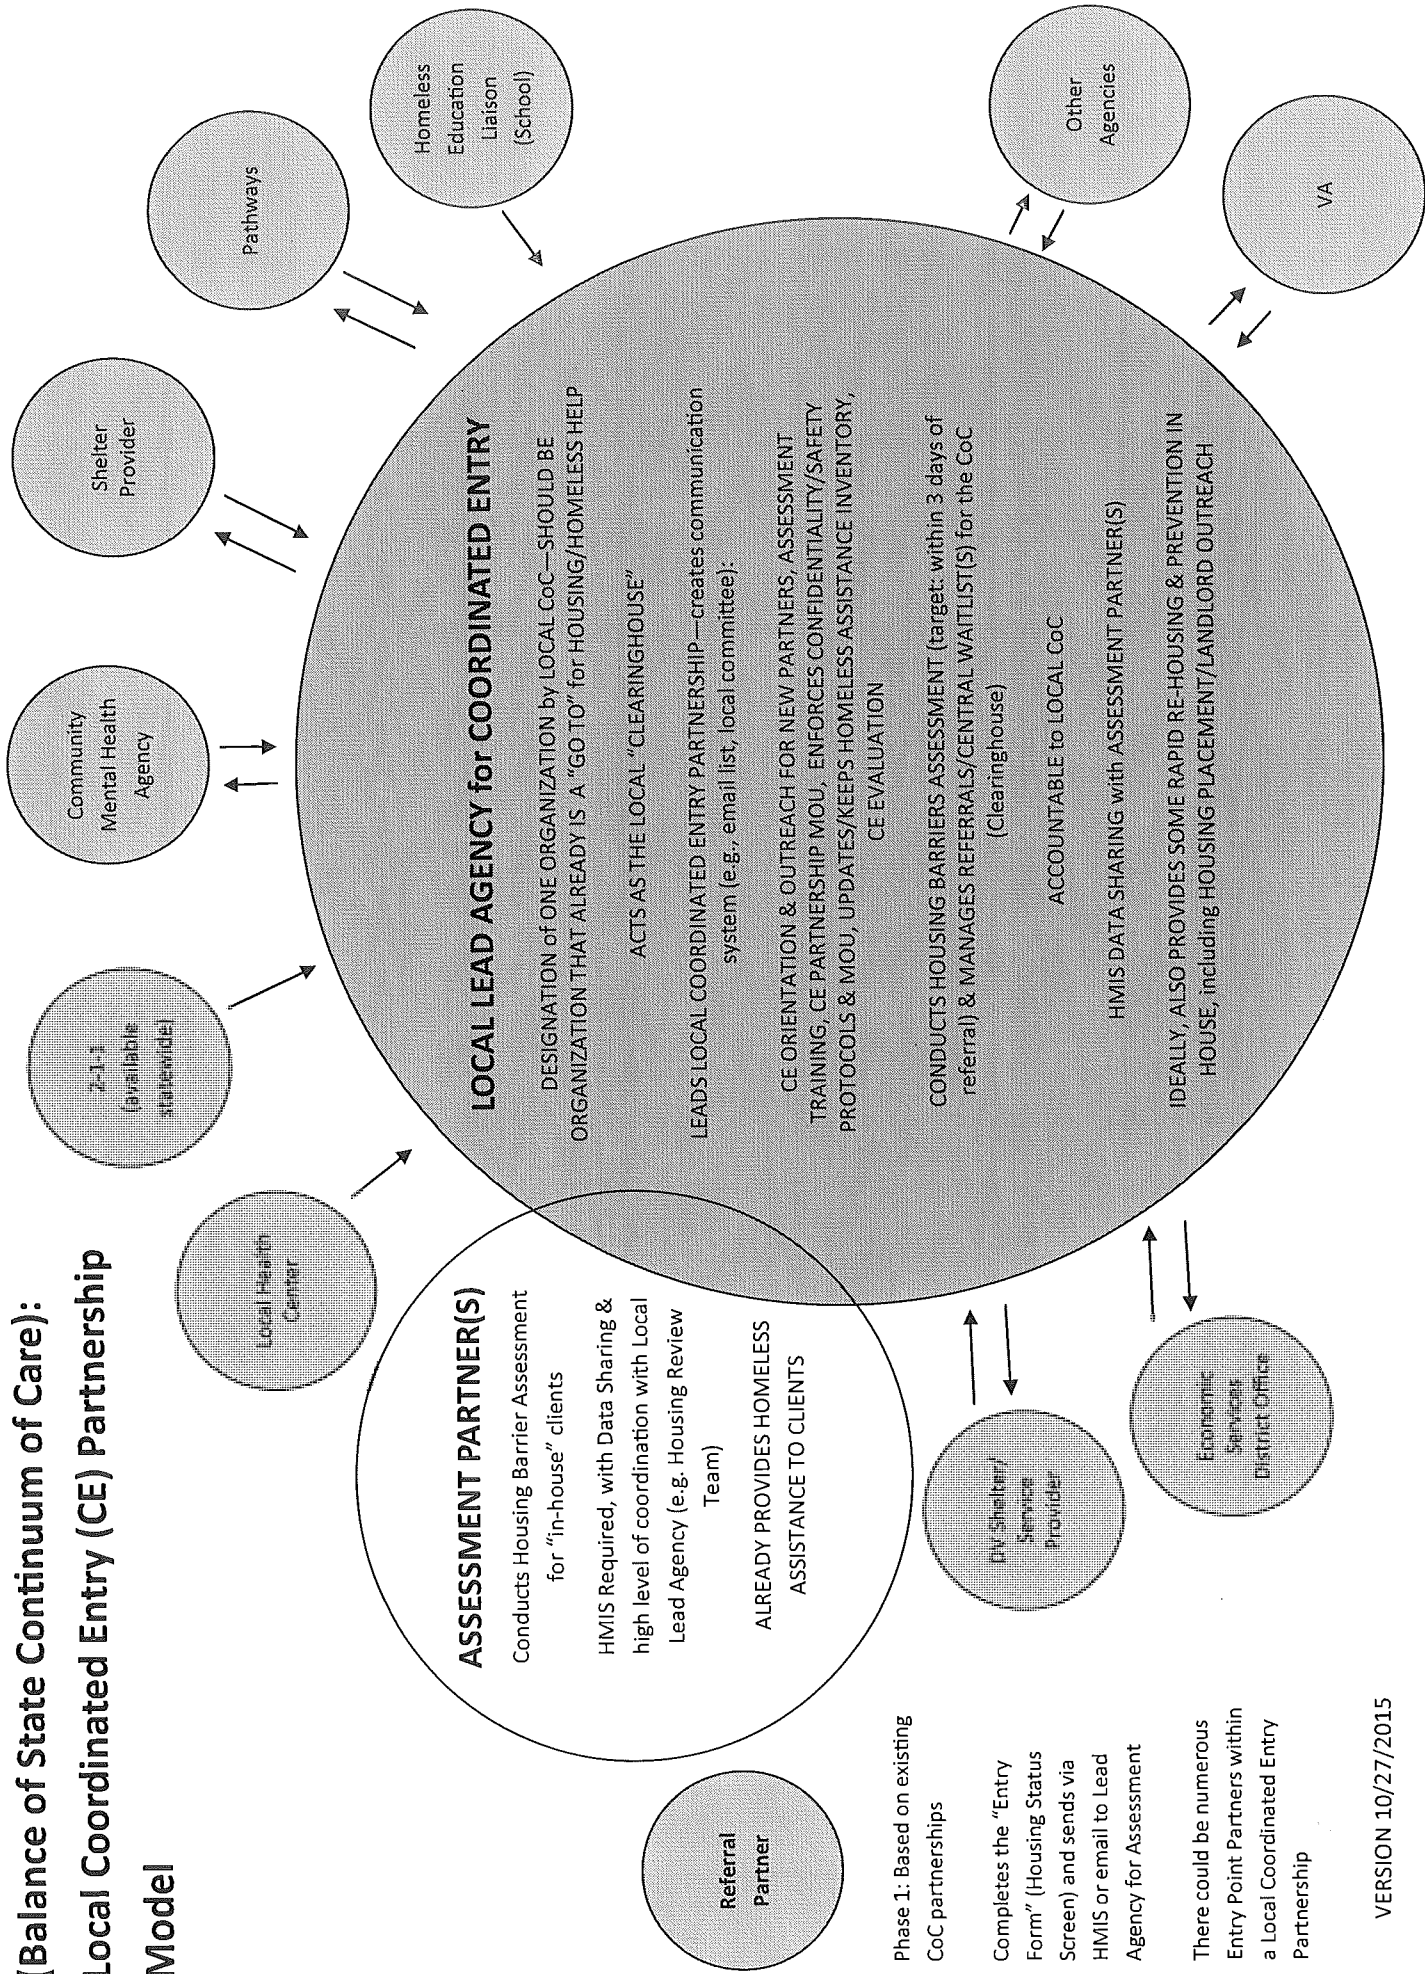 (Balance of State Continuum of Care):
Local Coordinated Entry (CE) Partnership
Model
Referral
Partner
Phase 1: Based on existing
CoC partnerships
Completes the “Entry
Form” (Housing Status
Screen) and sends via
HMIS or email to Lead
Agency for Assessment
There could be numerous
Entry Point Partners within
a Local Coordinated Entry
Partnership
VERSION 10/27/2015
ASSESSMENT PARTNER(S)
Conducts Housing Barrier Assessment
for “in-house” clients
HMIS Required, with Data Sharing &
high level of coordination with Local
Lead Agency (e.g. Housing Review
Team)
ALREADY PROVIDES HOMELESS
ASSISTANCE TO CLIENTS
DV Shelter/
Service
Provider
Economic
Services
District Office
Local Health
Center
2-1-1
(available
statewide)
Community
Mental Health
Agency
Shelter
Provider
Pathways
Homeless
Education
Liaison
(School)
Other
Agencies
VA
LOCAL LEAD AGENCY for COORDINATED ENTRY
DESIGNATION of ONE ORGANIZATION by LOCAL CoC—SHOULD BE
ORGANIZATION THAT ALREADY IS A “GO TO” for HOUSING/HOMELESS HELP
ACTS AS THE LOCAL “CLEARINGHOUSE”
LEADS LOCAL COORDINATED ENTRY PARTNERSHIP—creates communication
system (e.g., email list, local committee):
CE ORIENTATION & OUTREACH FOR NEW PARTNERS, ASSESSMENT
TRAINING, CE PARTNERSHIP MOU, ENFORCES CONFIDENTIALITY/SAFETY
PROTOCOLS & MOU, UPDATES/KEEPS HOMELESS ASSISTANCE INVENTORY,
CE EVALUATION
CONDUCTS HOUSING BARRIERS ASSESSMENT (target: within 3 days of
referral) & MANAGES REFERRALS/CENTRAL WAITLIST(S) for the CoC
(Clearinghouse)
ACCOUNTABLE to LOCAL CoC
HMIS DATA SHARING with ASSESSMENT PARTNER(S)
IDEALLY, ALSO PROVIDES SOME RAPID RE-HOUSING & PREVENTION IN
HOUSE, including HOUSING PLACEMENT/LANDLORD OUTREACH